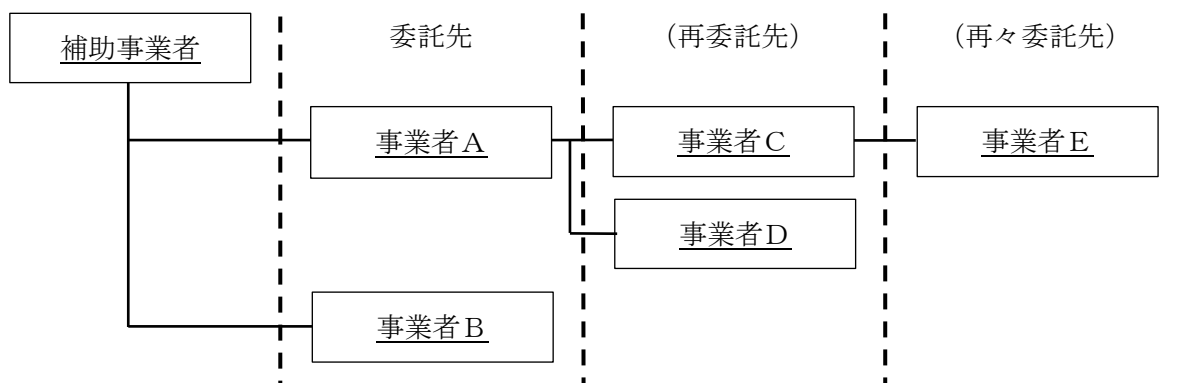 補助事業者
委託先
（再委託先）
（再々委託先）
事業者Ａ
事業者Ｃ
事業者Ｅ
事業者Ｄ
事業者Ｂ